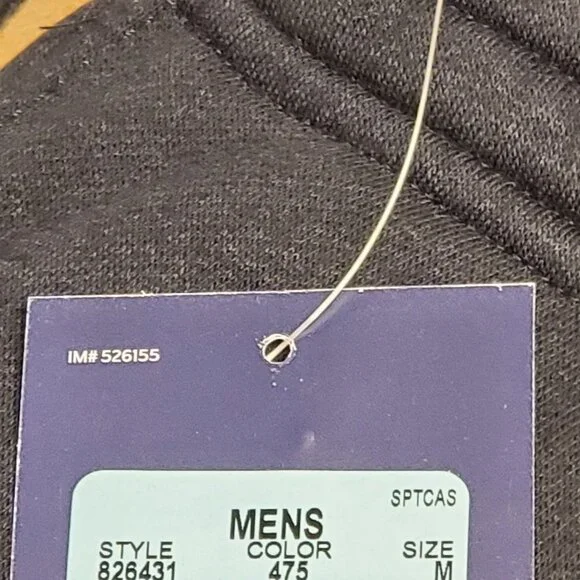 IM# 526155
SPTCAS
MENS
STYLE COLOR SIZE
826431 475 M